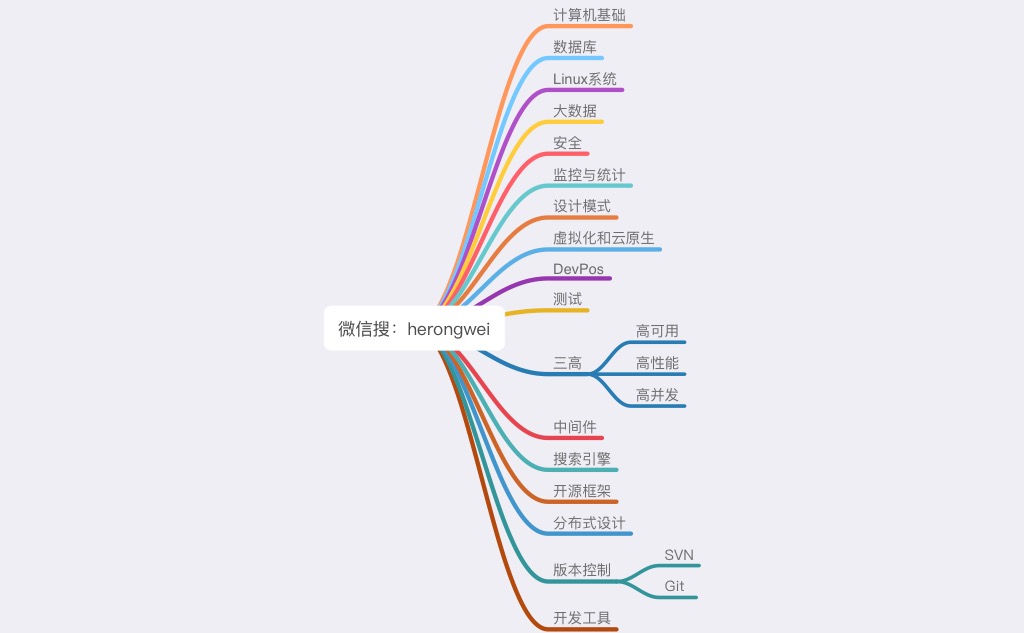 计算机基础
数据库
Linux系统
大数据
安全
监控与统计
设计模式
虚拟化和云原生
DevPos
测试
微信搜：herongwei
三高
高可用
高性能
高并发
中间件
搜索引擎
开源框架
分布式设计
版本控制
SVN
Git
开发工具